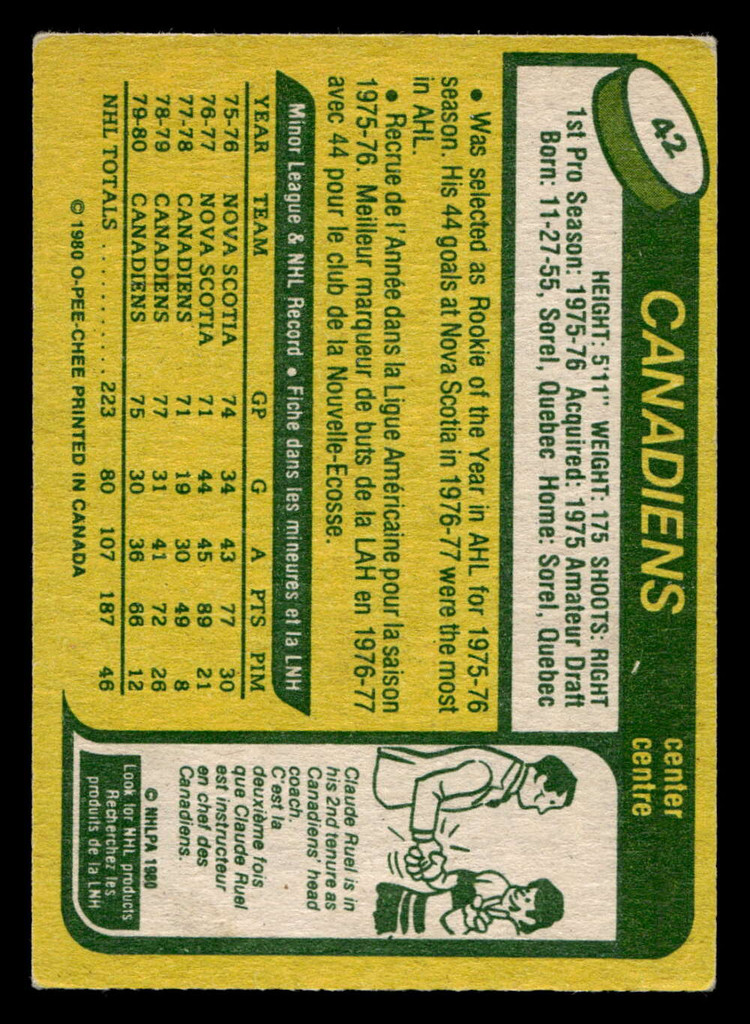 42
CANADIENS
center
centre
HEIGHT: 5'11" WEIGHT: 175 SHOOTS: RIGHT
1st Pro Season: 1975-76 Acquired: 1975 Amateur Draft
Born: 11-27-55, Sorel, Quebec Home: Sorel, Quebec
• Was selected as Rookie of the Year in AHL for 1975-76
season. His 44 goals at Nova Scotia in 1976-77 were the most
in AHL.
• Recrue de l'Année dans la Ligue Américaine pour la saison
1975-76. Meilleur marqueur de buts de la LAH en 1976-77
avec 44 pour le club de la Nouvelle-Ecosse.
Minor League & NHL Record • Fiche dans les mineures et la LNH
YEAR TEAM GP G A PTS PIM
75-76 NOVA SCOTIA 74 34 43 77 30
76-77 NOVA SCOTIA 71 44 45 89 21
77-78 CANADIENS 71 19 30 49 8
78-79 CANADIENS 77 31 41 72 26
79-80 CANADIENS 75 30 36 66 12
NHL TOTALS ........... 223 80 107 187 46
© 1980 O-PEE-CHEE PRINTED IN CANADA
Claude Ruel is in
his 2nd tenure as
Canadiens' head
coach.
C'est la
deuxième fois
que Claude Ruel
est instructeur
en chef des
Canadiens.
© NHLPA 1980
Look for NHL products
Recherchez les
produits de la LNH